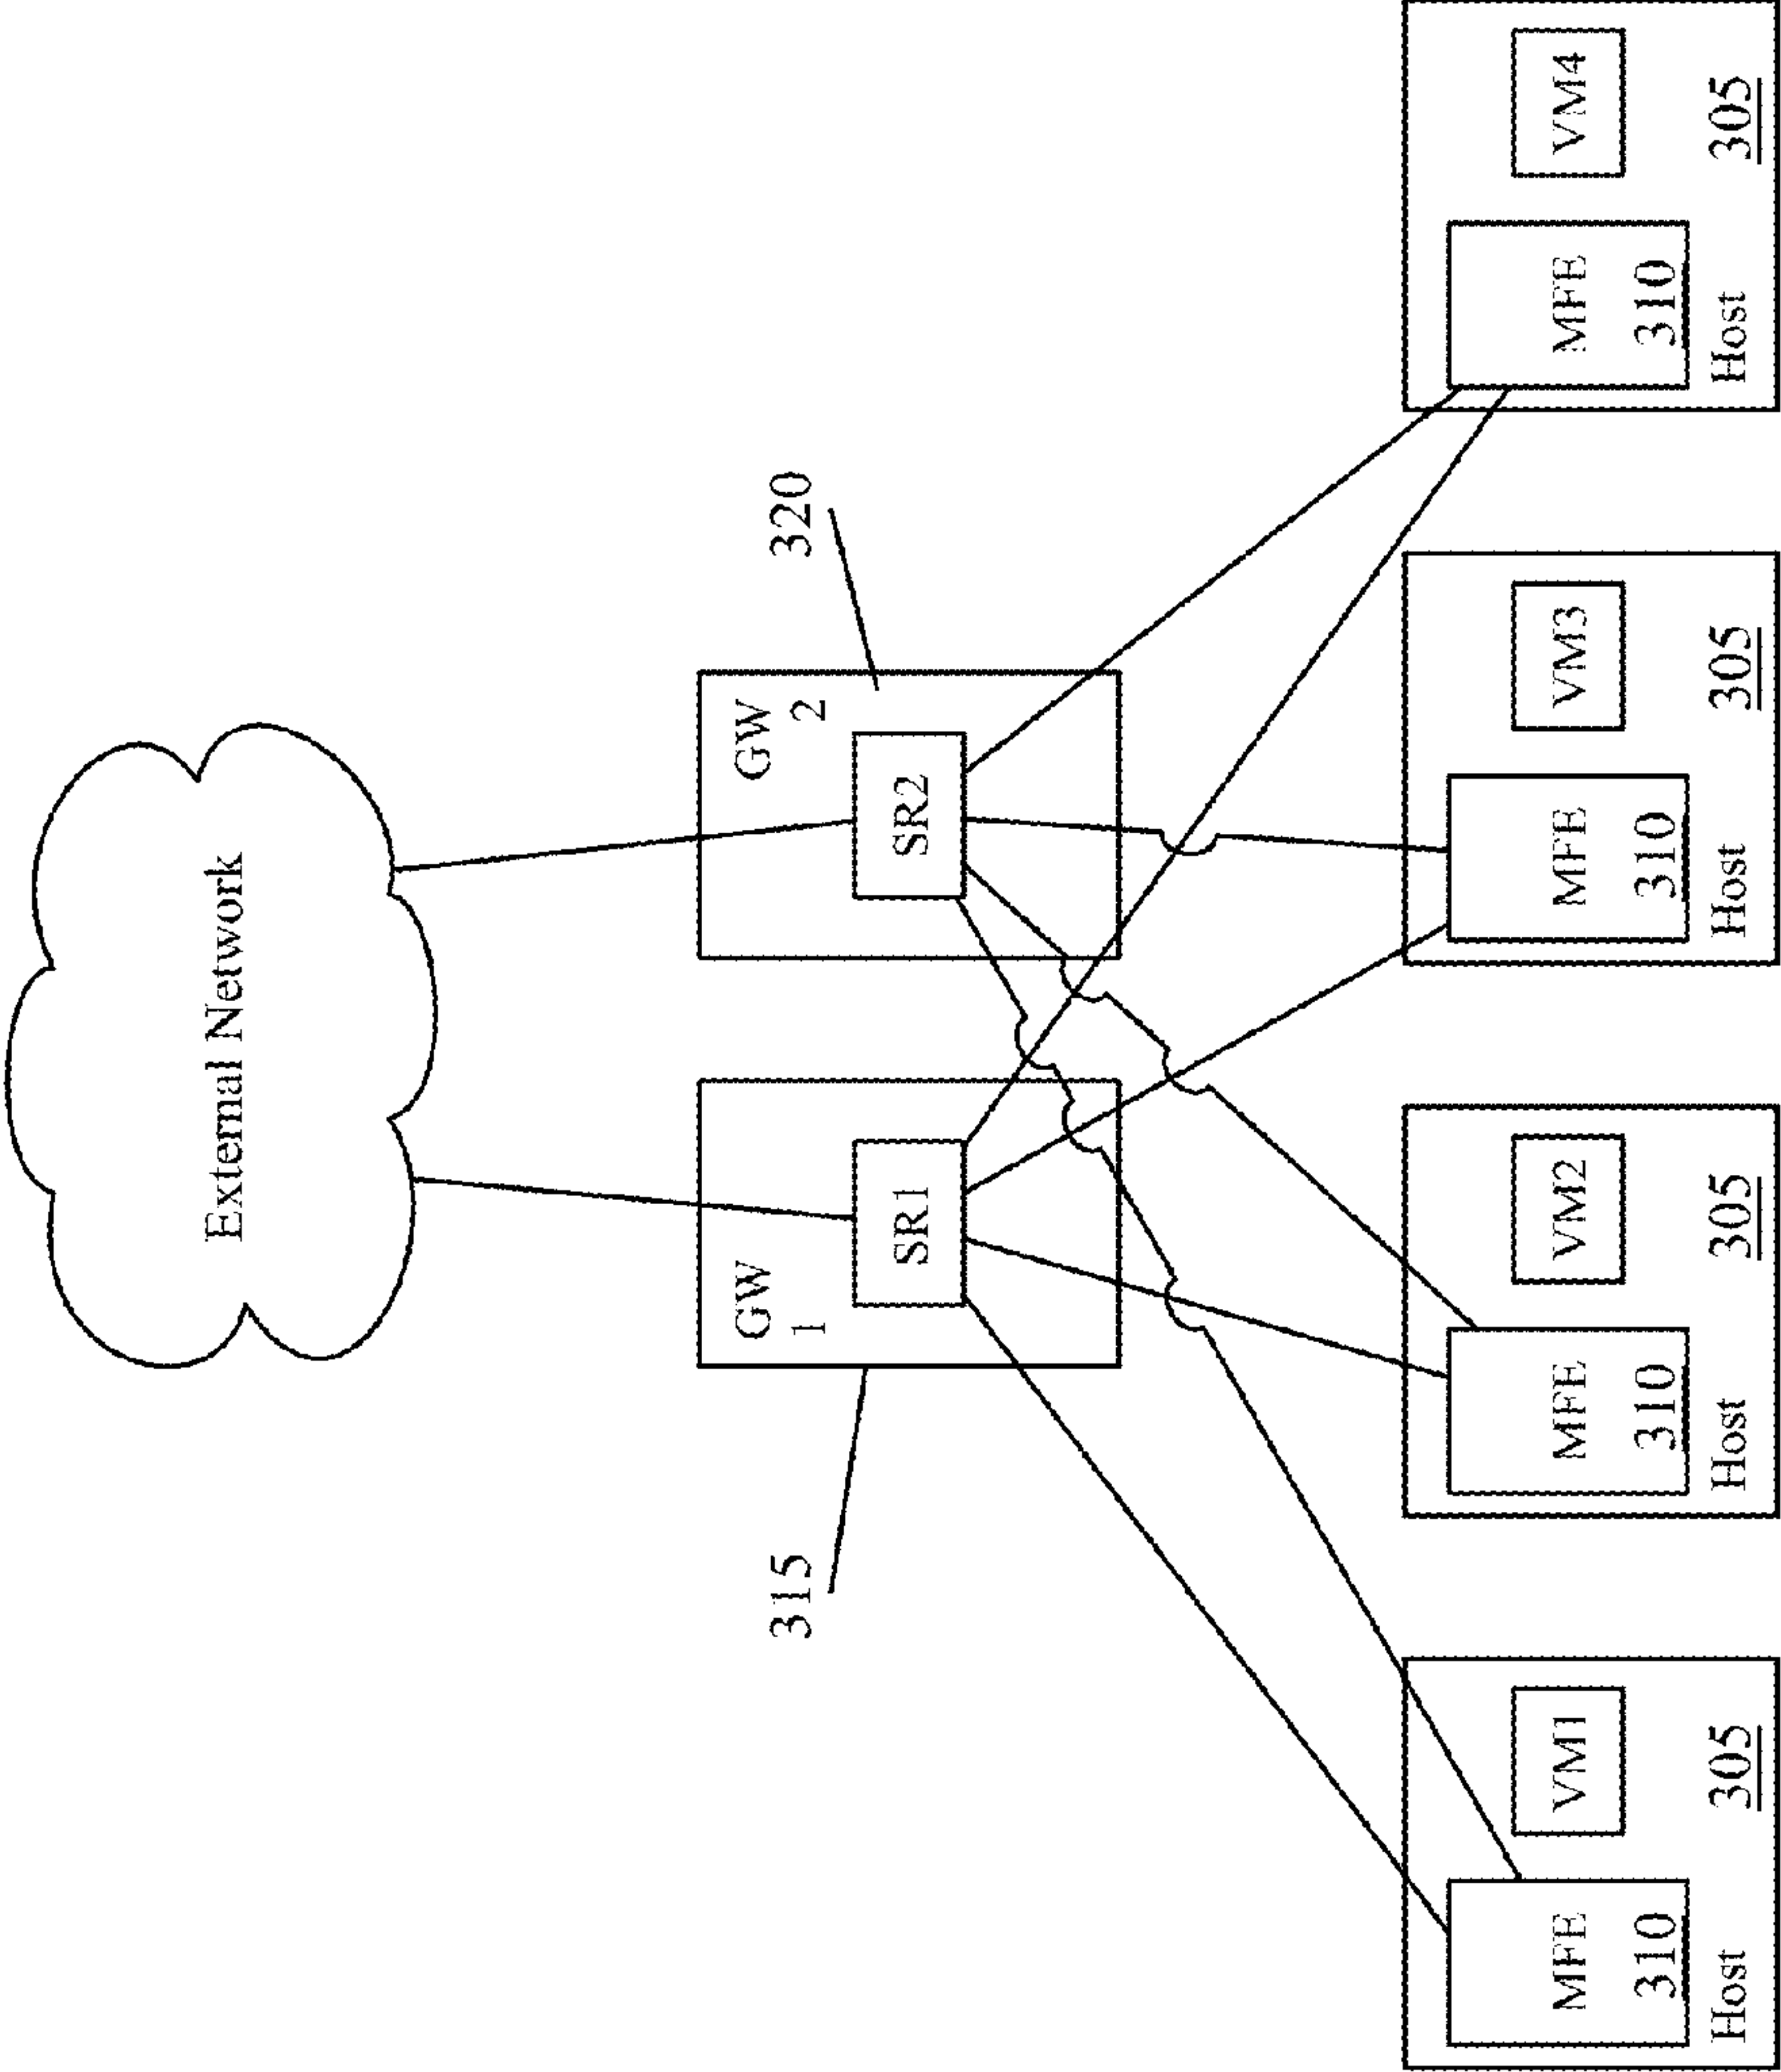 External Network
GW
1
SR1
315
GW
2
SR2
320
MFE
310
VM1
Host
305
MFE
310
VM2
Host
305
MFE
310
VM3
Host
305
MFE
310
VM4
Host
305